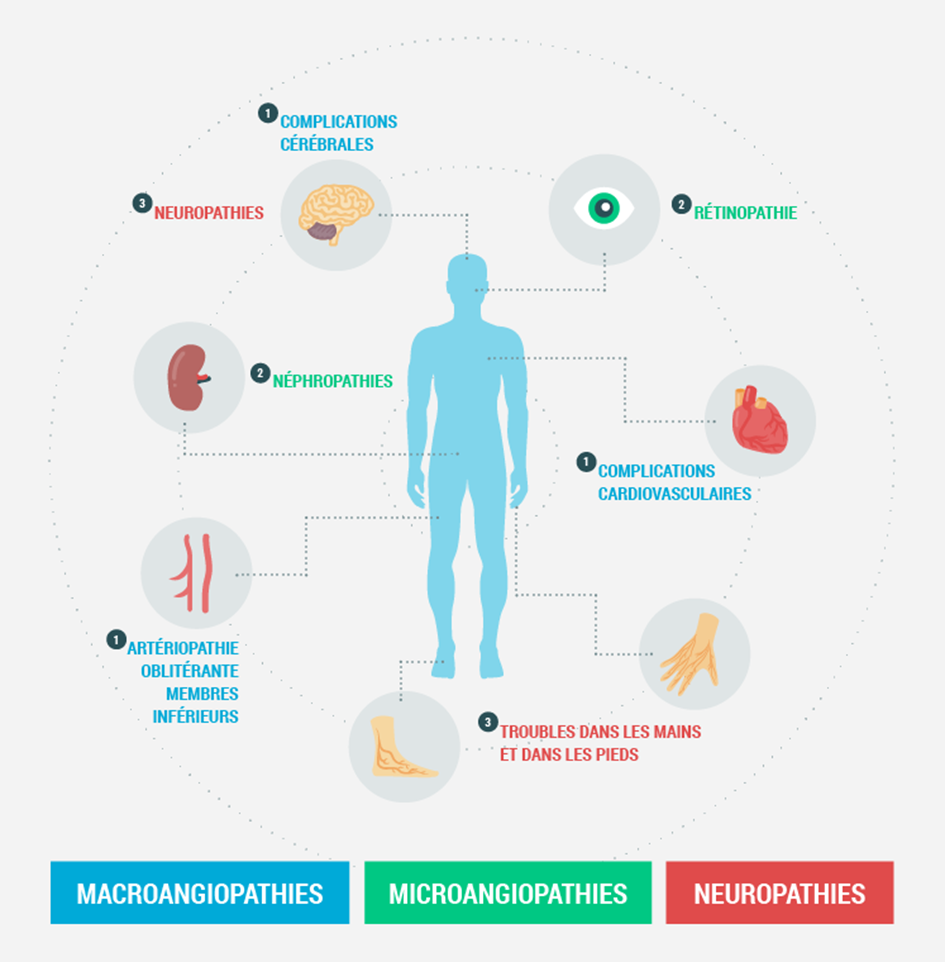 1 COMPLICATIONS
CÉRÉBRALES
3 NEUROPATHIES
2 RÉTINOPATHIE
2 NÉPHROPATHIES
1 COMPLICATIONS
CARDIOVASCULAIRES
1 ARTÉRIOPATHIE
OBLITÉRANTE
MEMBRES
INFÉRIEURS
3 TROUBLES DANS LES MAINS
ET DANS LES PIEDS
MACROANGIOPATHIES
MICROANGIOPATHIES
NEUROPATHIES